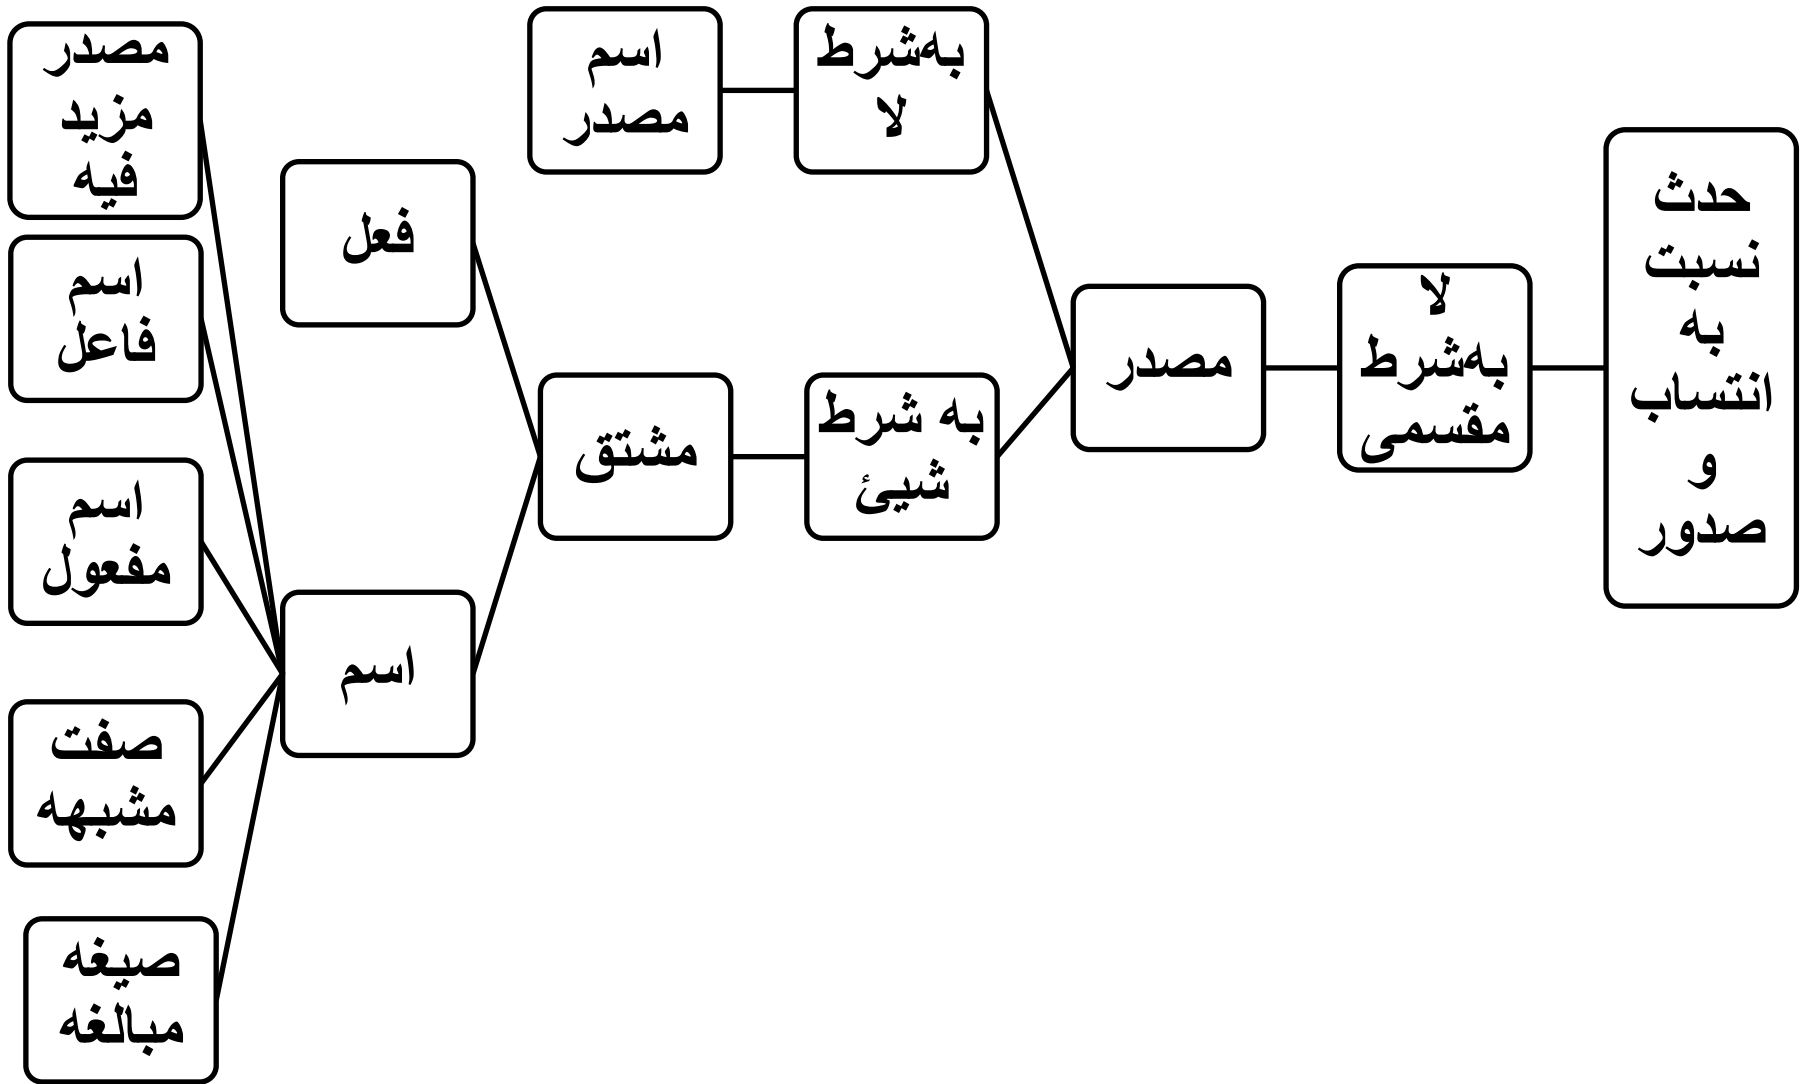 حدث
نسبت
به
انتساب
و
صدور
لا
به‌شرط
مقسمی
مصدر
به‌شرط
لا
اسم
مصدر
به شرط
شیئ
مشتق
فعل
اسم
مصدر
مزید
فیه
اسم
فاعل
اسم
مفعول
صفت
مشبهه
صیغه
مبالغه